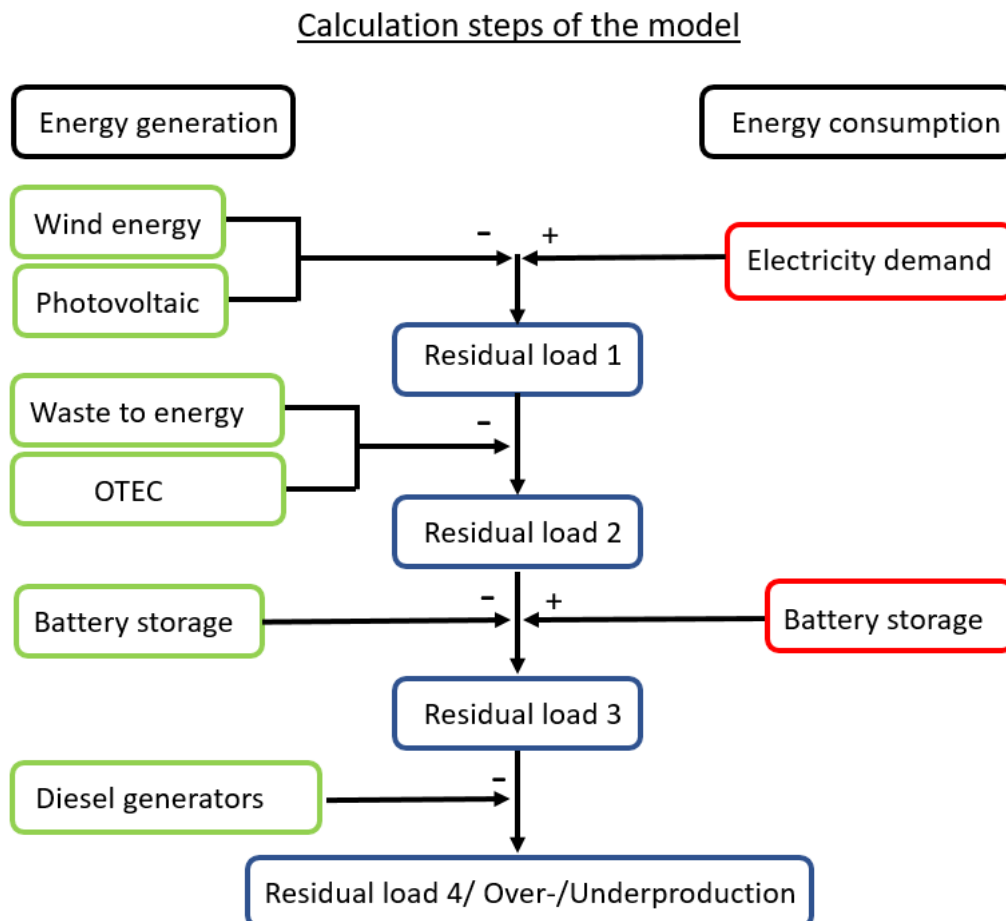 Calculation steps of the model
Energy generation
Energy consumption
Wind energy
- +
Electricity demand
Photovoltaic
Residual load 1
Waste to energy
-
OTEC
Residual load 2
Battery storage
- +
Battery storage
Residual load 3
Diesel generators
-
Residual load 4/ Over-/Underproduction